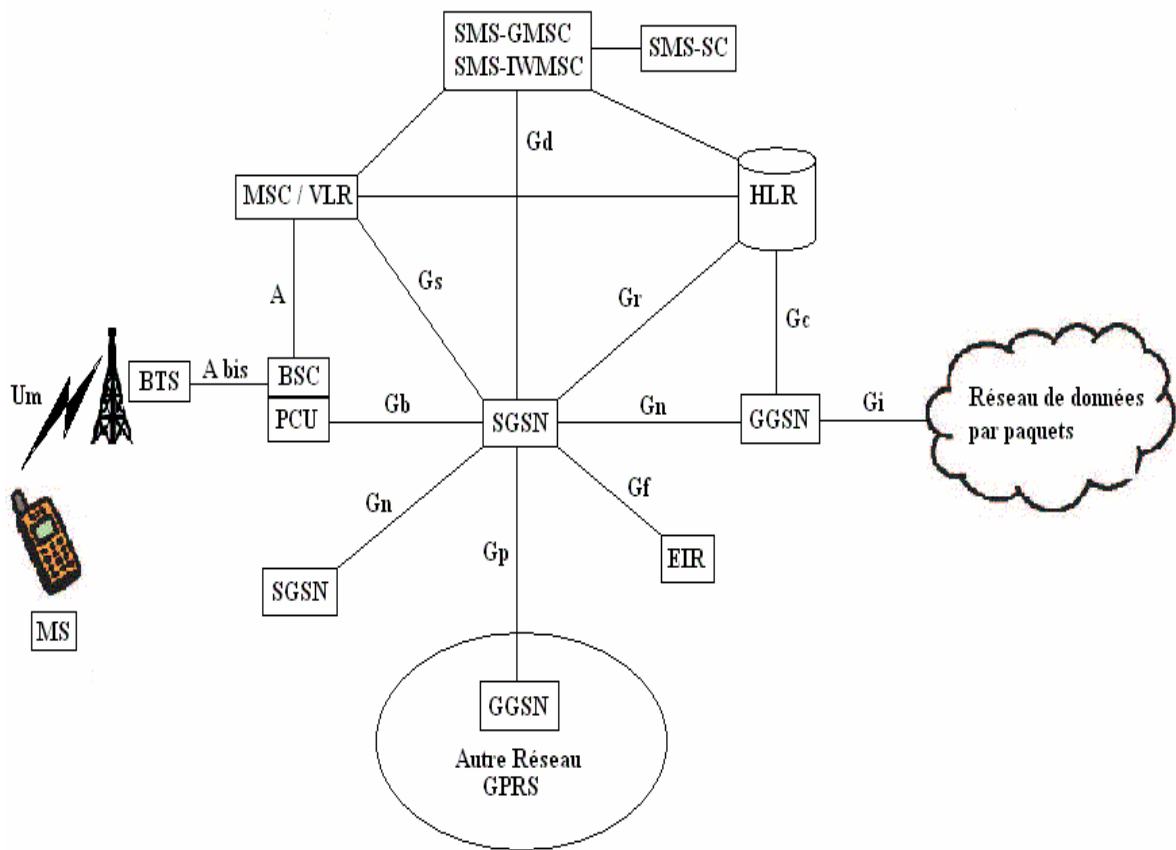 SMS-GMSC
SMS-IWMSC
SMS-SC
Gd
MSC / VLR
HLR
Gs
Gr
A
Gc
Um
BTS
A bis
BSC
PCU
Gb
SGSN
Gn
GGSN
Gi
Réseau de données
par paquets
Gn
Gf
Gp
SGSN
EIR
MS
GGSN
Autre Réseau
GPRS